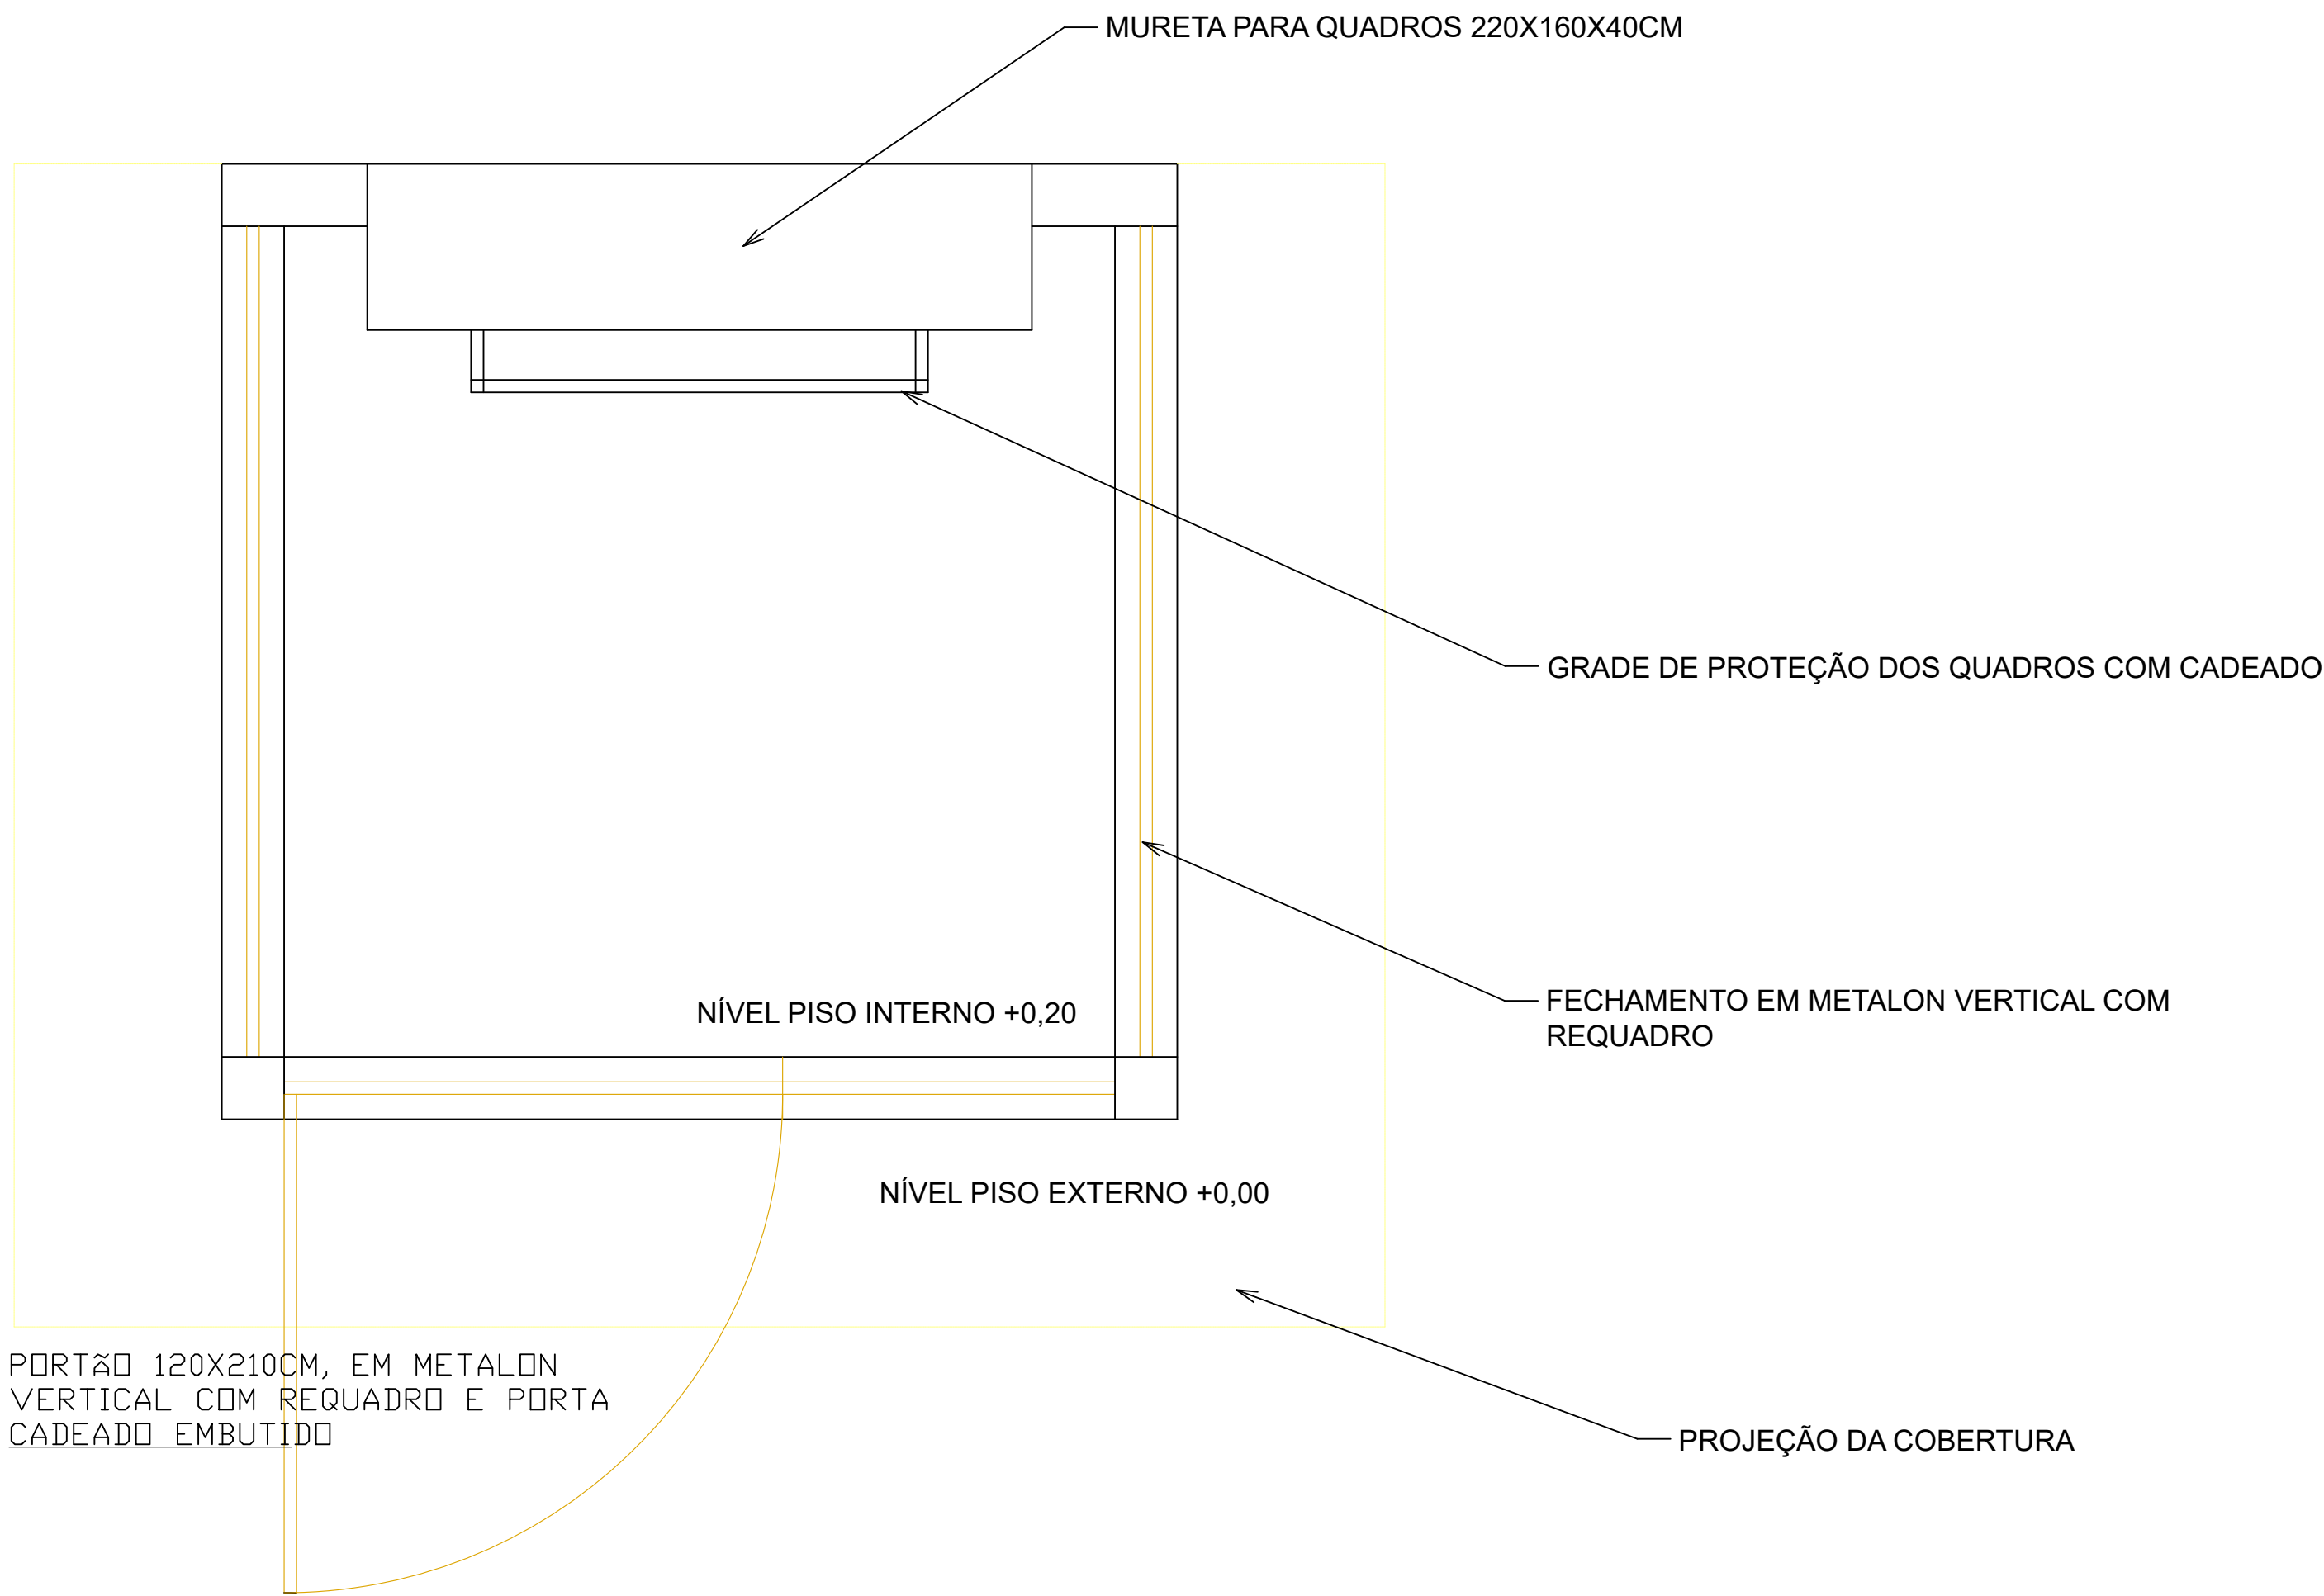 MURETA PARA QUADROS 220X160X40CM
GRADE DE PROTEÇÃO DOS QUADROS COM CADEADO
FECHAMENTO EM METALON VERTICAL COM
REQUADRO
NÍVEL PISO INTERNO +0,20
NÍVEL PISO EXTERNO +0,00
PORTÃO 120X210CM, EM METALON
VERTICAL COM REQUADRO E PORTA
CADEADO EMBUTIDO
PROJEÇÃO DA COBERTURA